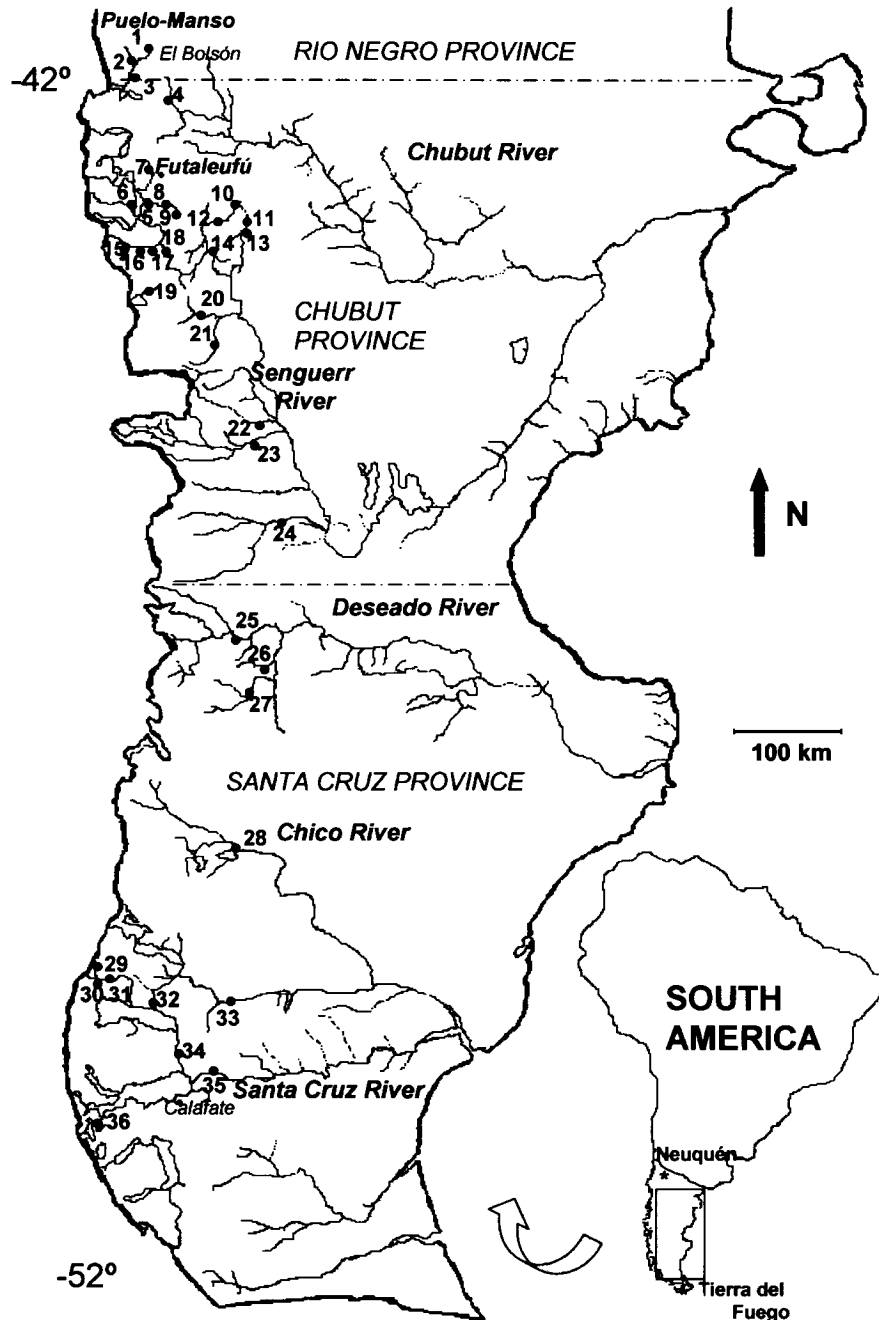 Puelo-Manso
1
El Bolsón
RIO NEGRO PROVINCE
2
-42º
3
4
Chubut River
7
Futaleufú
6
8
10
5
9
12
11
18
13
15
14
16
17
19
20
CHUBUT
PROVINCE
21
Senguerr
River
22
23
24
N
Deseado River
25
26
27
100 km
SANTA CRUZ PROVINCE
28
Chico River
29
30
31
32
33
SOUTH
AMERICA
34
35
Santa Cruz River
Calafate
36
Neuquén
*
-52º
Tierra del
Fuego